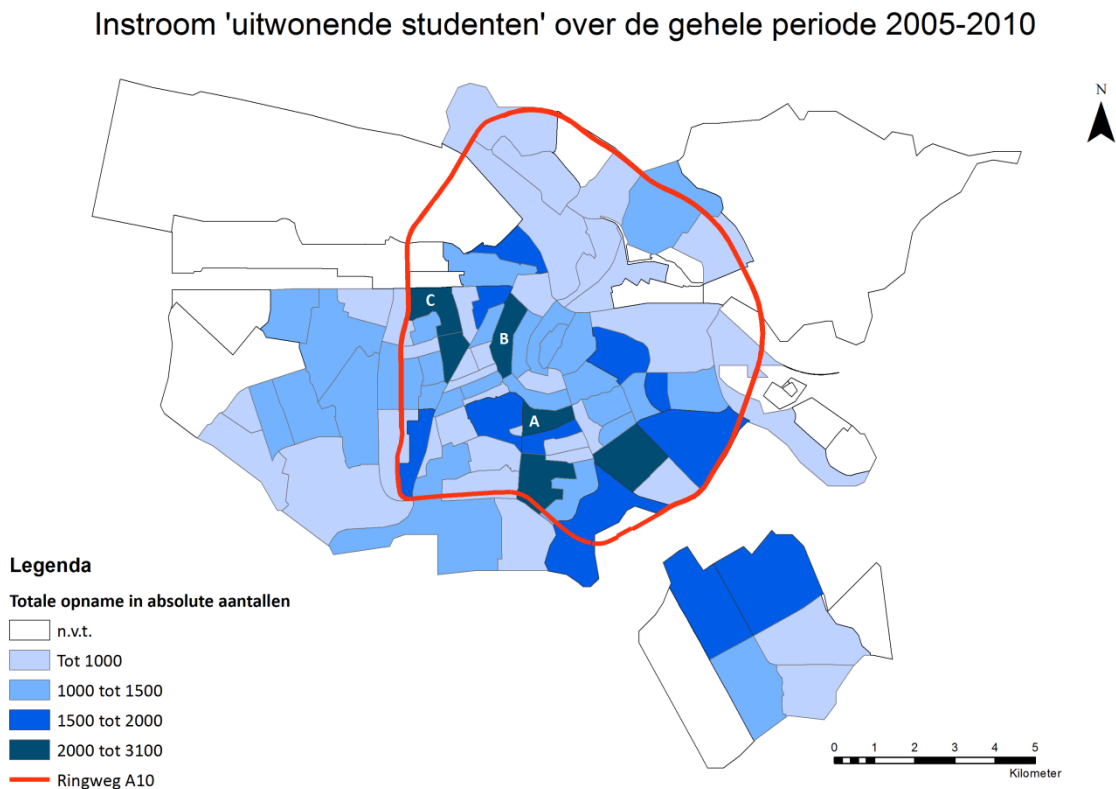 Instroom 'uitwonende studenten' over de gehele periode 2005-2010
N
C
B
A
Legenda
Totale opname in absolute aantallen
n.v.t.
Tot 1000
1000 tot 1500
1500 tot 2000
2000 tot 3100
Ringweg A10
0 1 2 3 4 5
Kilometer